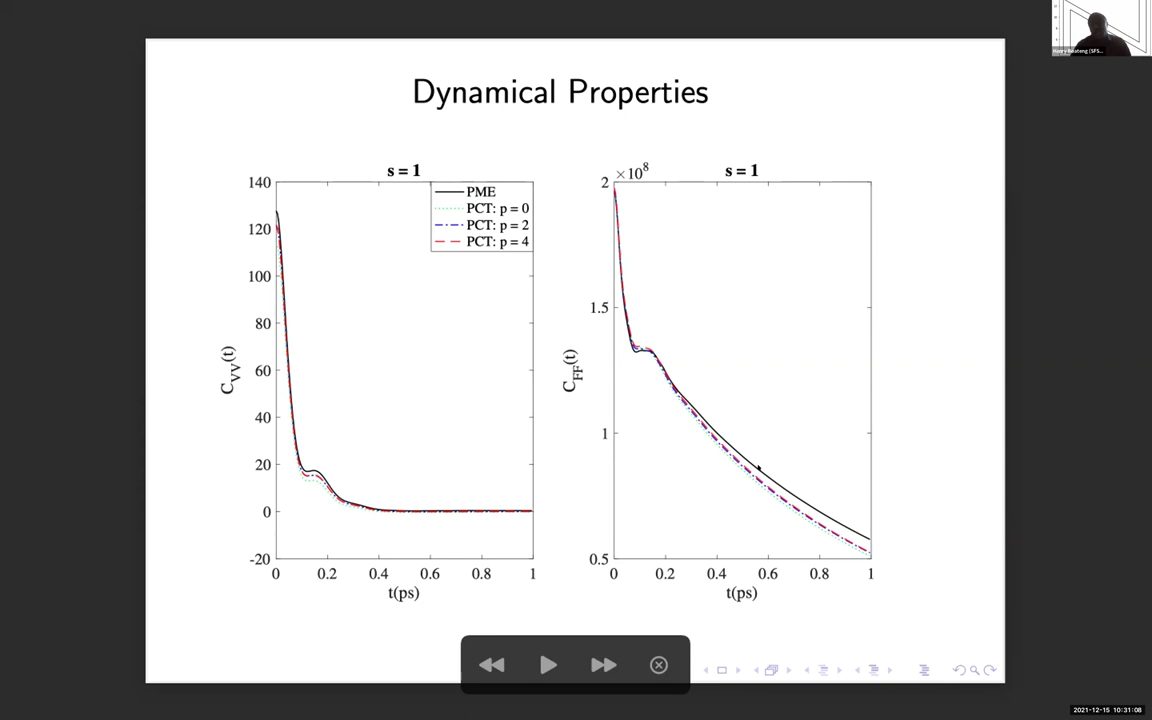 Dynamical Properties
s = 1
140
120
100
80
60
40
20
0
-20
C_VV(t)
PME
PCT: p = 0
PCT: p = 2
PCT: p = 4
0 0.2 0.4 0.6 0.8 1
t(ps)
×10^8
s = 1
2
1.5
1
0.5
C_FF(t)
0 0.2 0.4 0.6 0.8 1
t(ps)
2021-12-15 10:31:08